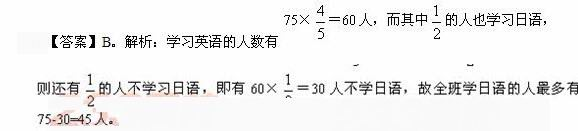 【答案】B。解析：学习英语的人数有 75×4/5＝60人，而其中1/2的人也学习日语，
则还有1/2的人不学习日语，即有 60×1/＝30 人不学日语，故全班学日语的人最多有
75-30=45人。